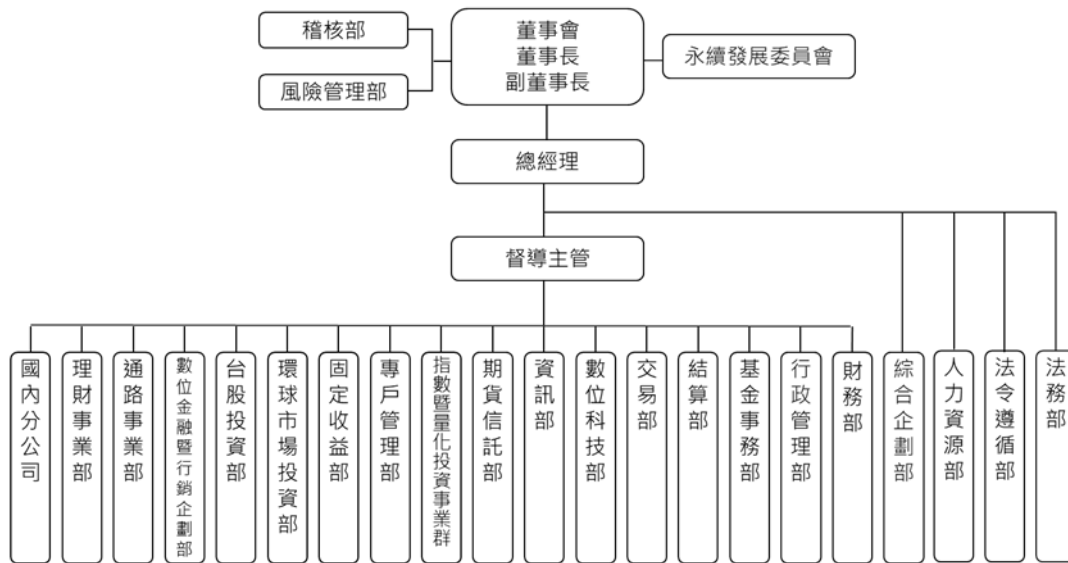 稽核部
風險管理部
董事會
董事長
副董事長
永續發展委員會
總經理
督導主管
國內分公司
理財事業部
通路事業部
數位金融暨行銷企劃部
台股投資部
環球市場投資部
固定收益部
專戶管理部
指數暨量化投資事業群
期貨信託部
資訊部
數位科技部
交易部
結算部
基金事務部
行政管理部
財務部
綜合企劃部
人力資源部
法令遵循部
法務部